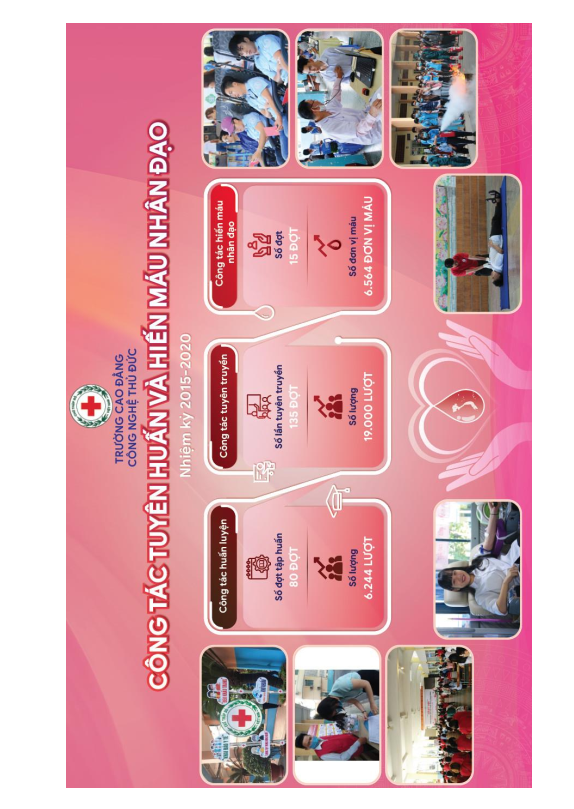 TRƯỜNG CAO ĐẲNG
CÔNG NGHỆ THỦ ĐỨC
CÔNG TÁC TUYÊN HUẤN VÀ HIẾN MÁU NHÂN ĐẠO
Nhiệm kỳ 2015-2020
Công tác huấn luyện
Số đợt tập huấn
80 ĐỢT
Số lượng
6.244 LƯỢT
Công tác tuyên truyền
Số lần tuyên truyền
135 ĐỢT
Số lượng
19.000 LƯỢT
Công tác hiến máu
nhân đạo
Số đợt
15 ĐỢT
Số đơn vị máu
6.564 ĐƠN VỊ MÁU